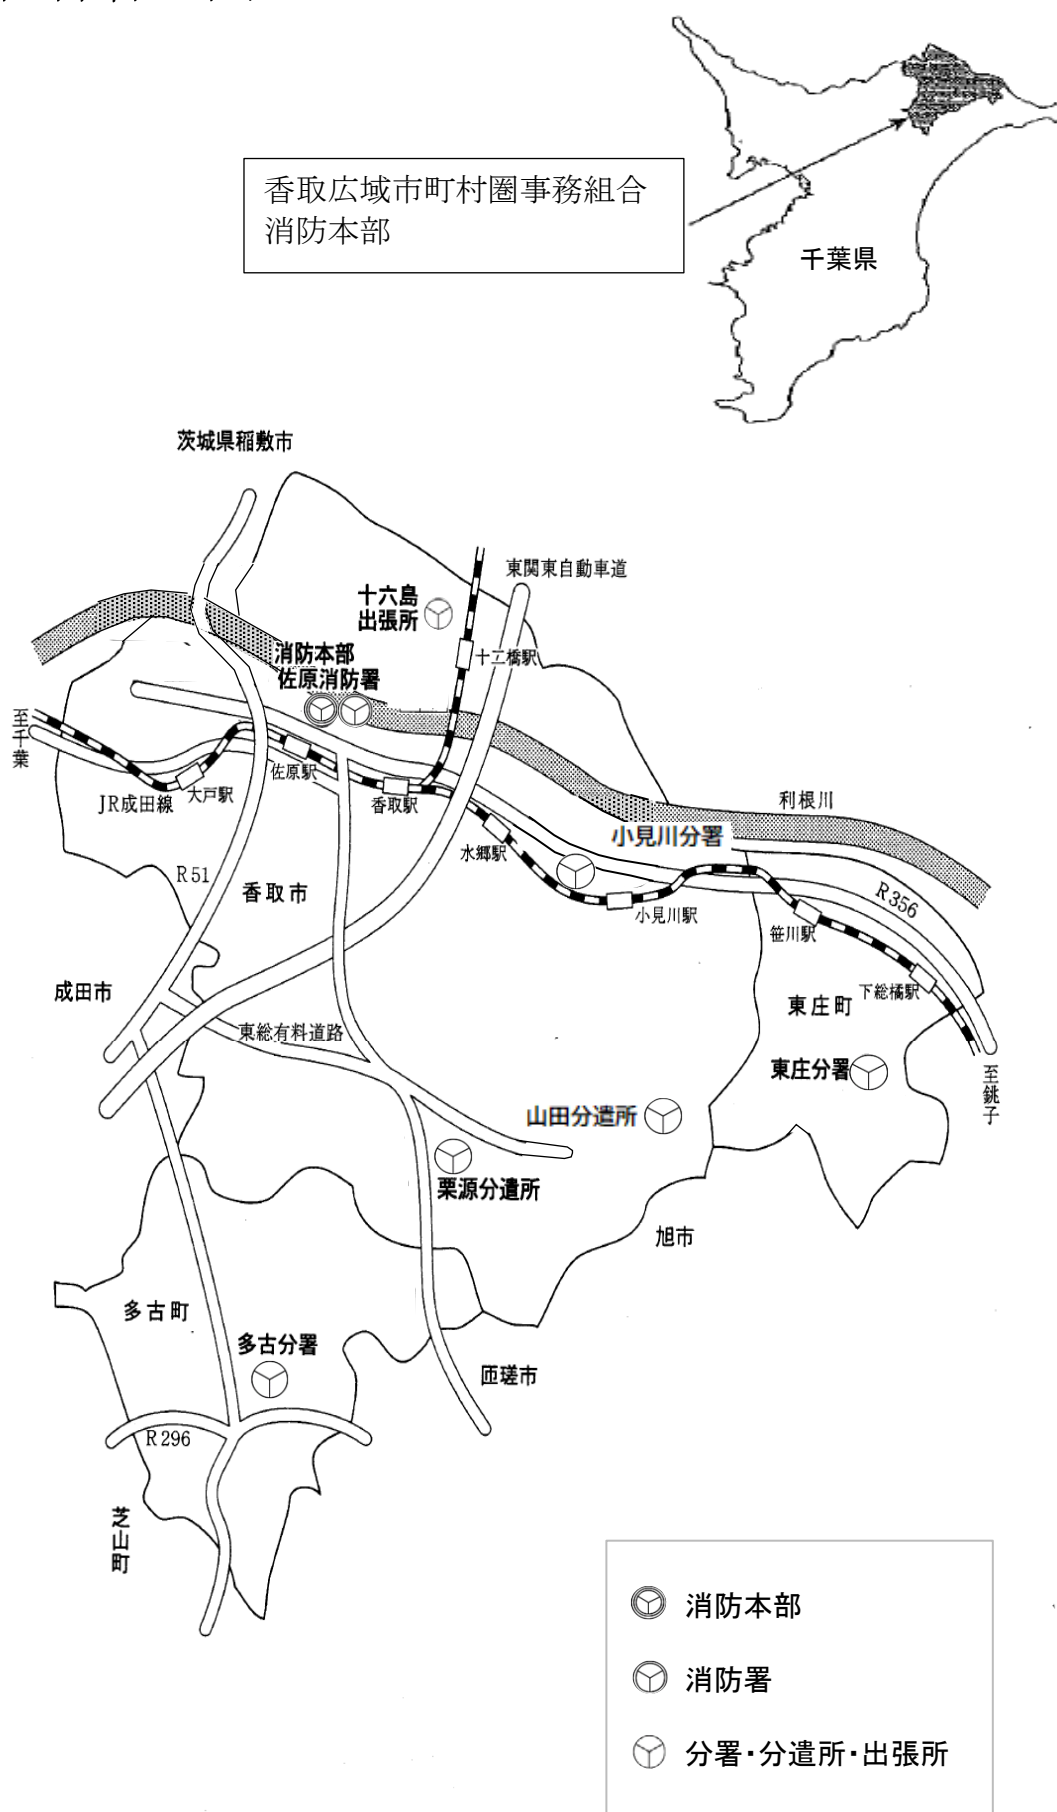 香取広域市町村圏事務組合
消防本部
千葉県
茨城県稲敷市
東関東自動車道
十六島
出張所
十二橋駅
消防本部
佐原消防署
至千葉
佐原駅
大戸駅
JR成田線
香取駅
利根川
小見川分署
水郷駅
R51
香取市
R356
小見川駅
笹川駅
成田市
下総橘駅
東庄町
東総有料道路
東庄分署
至銚子
山田分遣所
栗源分遣所
旭市
多古町
多古分署
匝瑳市
R296
芝山町
消防本部
消防署
分署・分遣所・出張所